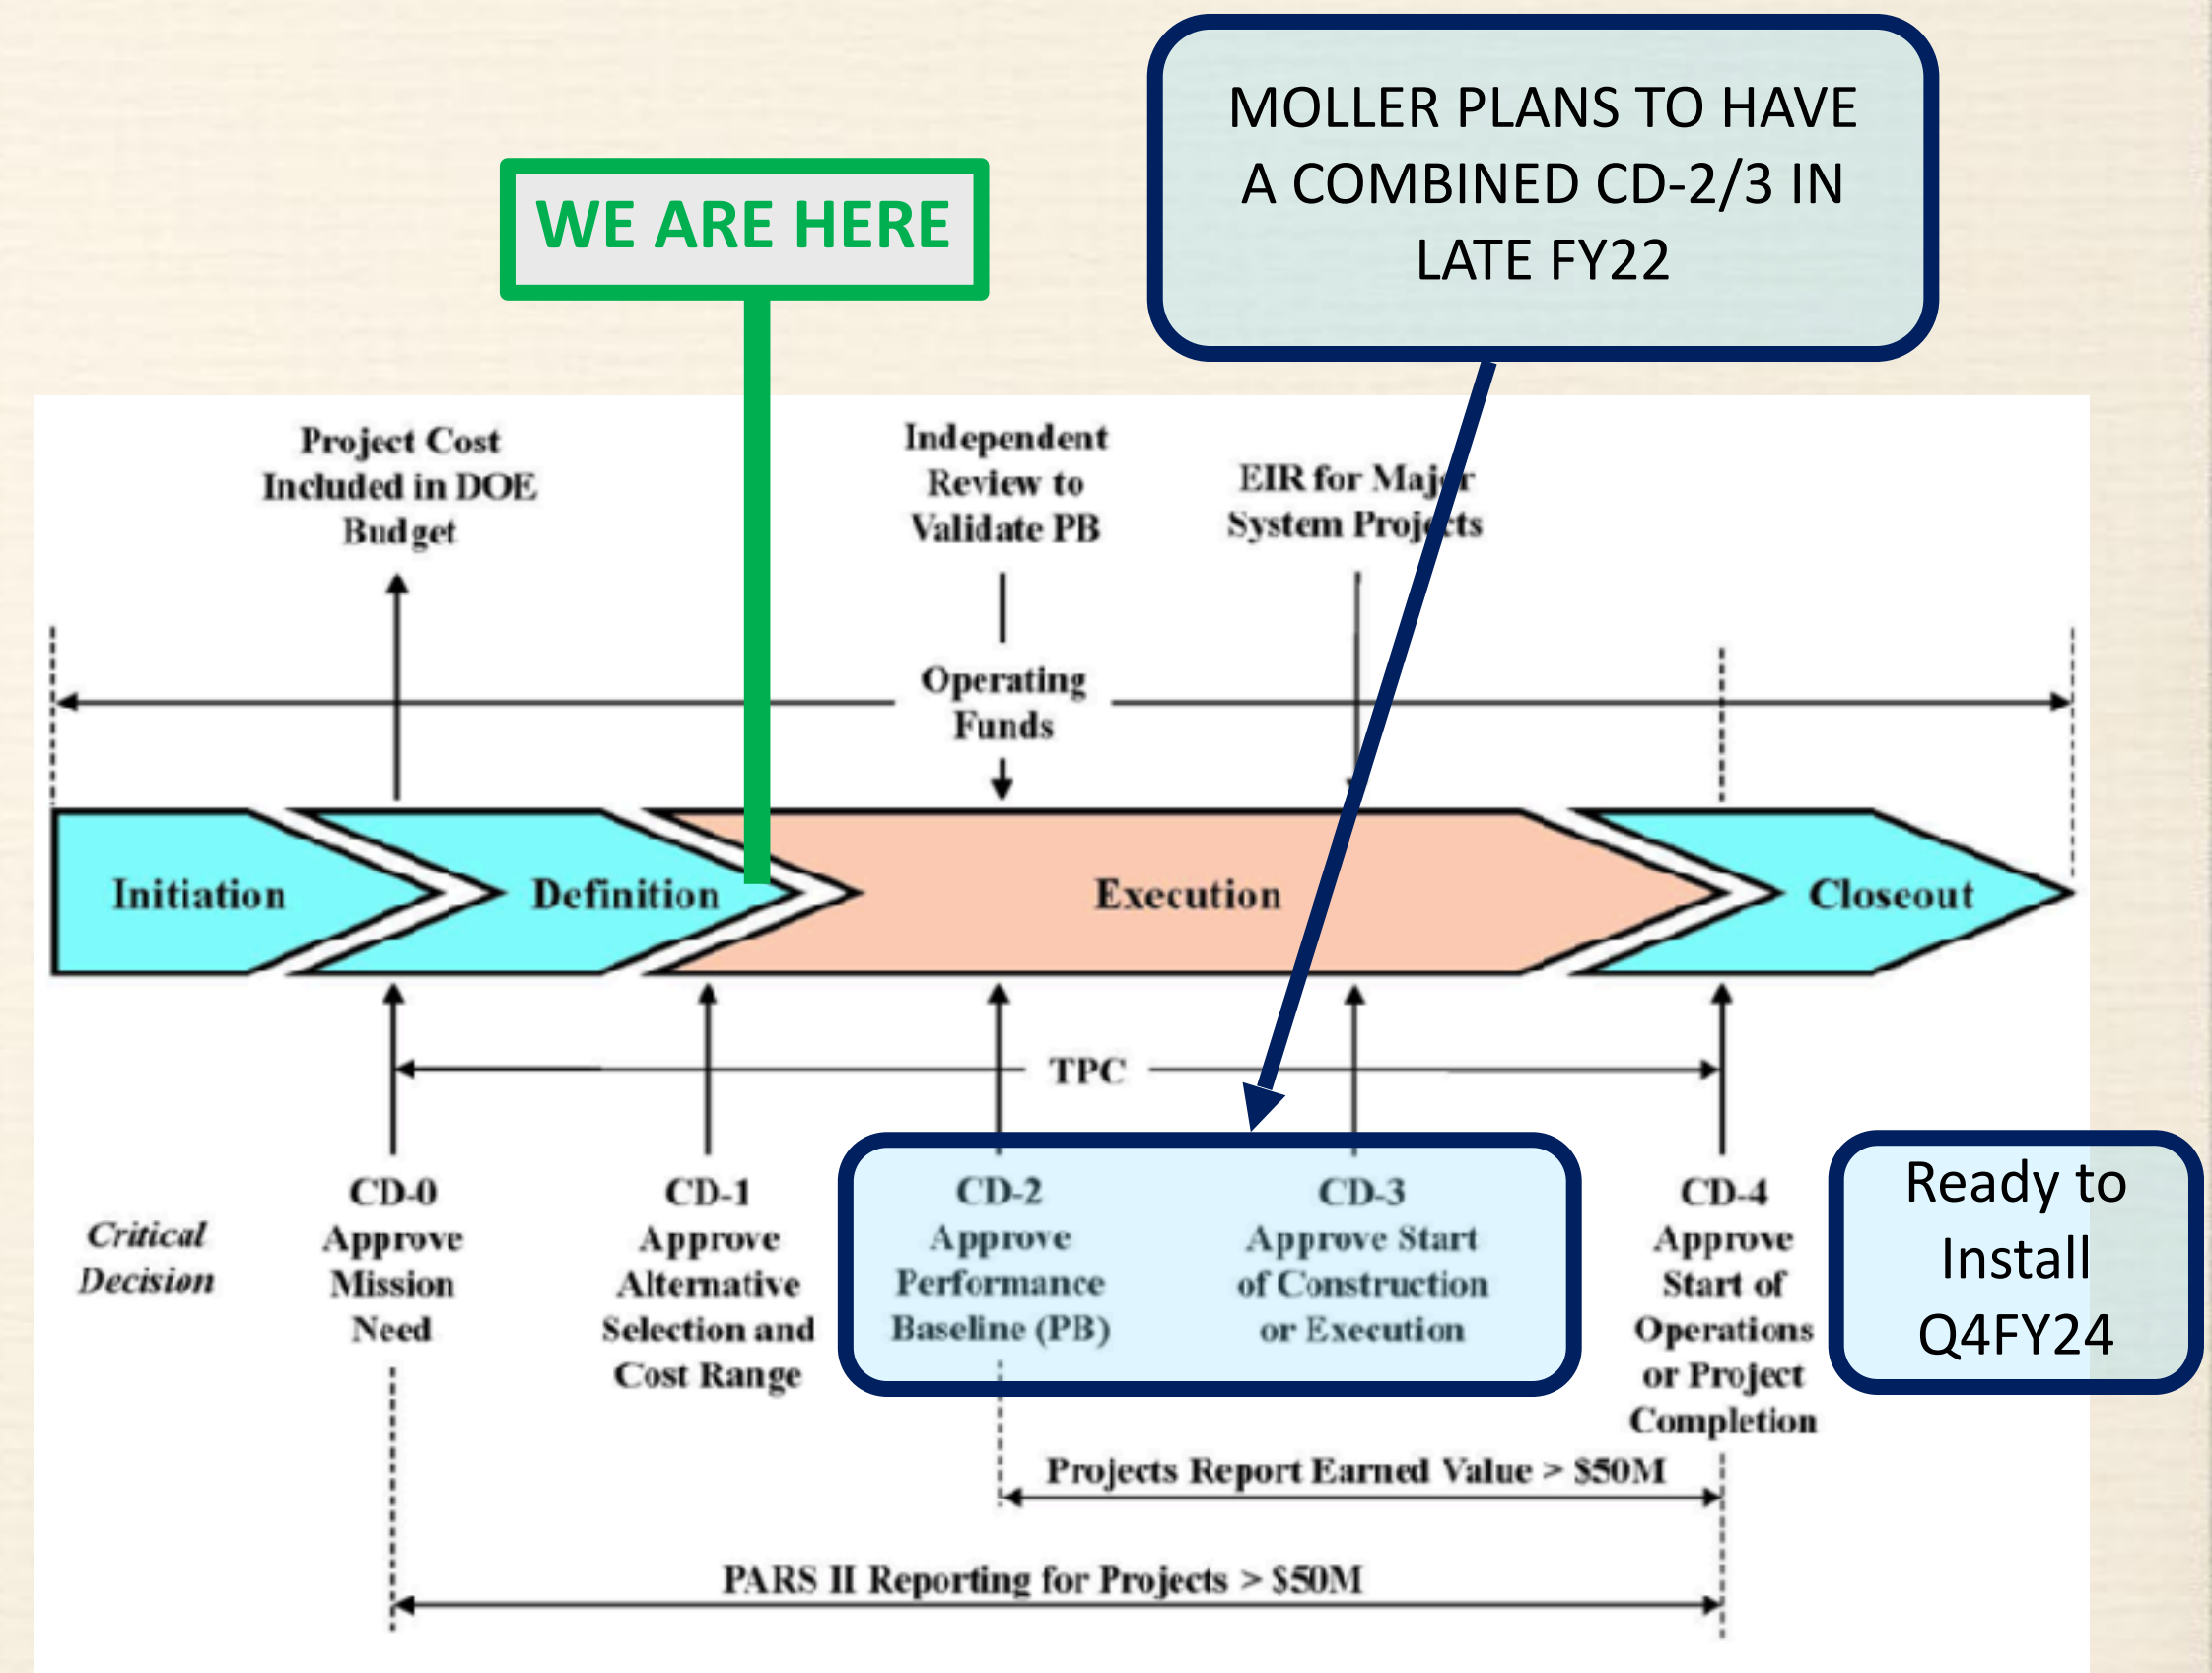 MOLLER PLANS TO HAVE
A COMBINED CD-2/3 IN
LATE FY22
WE ARE HERE
Project Cost
Included in DOE
Budget
Independent
Review to
Validate PB
EIR for Major
System Projects
Operating
Funds
Initiation
Definition
Execution
Closeout
TPC
Critical
Decision
CD-0
Approve
Mission
Need
CD-1
Approve
Alternative
Selection and
Cost Range
CD-2
Approve
Performance
Baseline (PB)
CD-3
Approve Start
of Construction
or Execution
CD-4
Approve
Start of
Operations
or Project
Completion
Ready to
Install
Q4FY24
Projects Report Earned Value > $50M
PARS II Reporting for Projects > $50M